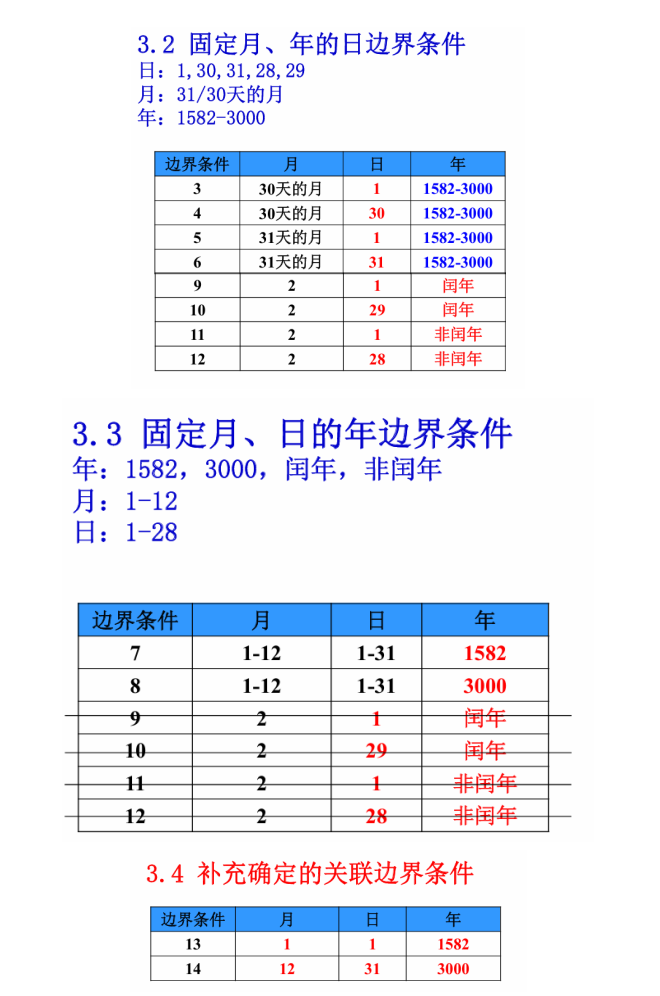 3.2 固定月、年的日边界条件
日：1,30,31,28,29
月：31/30天的月
年：1582-3000
边界条件 月 日 年
3 30天的月 1 1582-3000
4 30天的月 30 1582-3000
5 31天的月 1 1582-3000
6 31天的月 31 1582-3000
9 2 1 闰年
10 2 29 闰年
11 2 1 非闰年
12 2 28 非闰年
3.3 固定月、日的年边界条件
年：1582，3000，闰年，非闰年
月：1-12
日：1-28
边界条件 月 日 年
7 1-12 1-31 1582
8 1-12 1-31 3000
9 2 1 闰年
10 2 29 闰年
11 2 1 非闰年
12 2 28 非闰年
3.4 补充确定的关联边界条件
边界条件 月 日 年
13 1 1 1582
14 12 31 3000